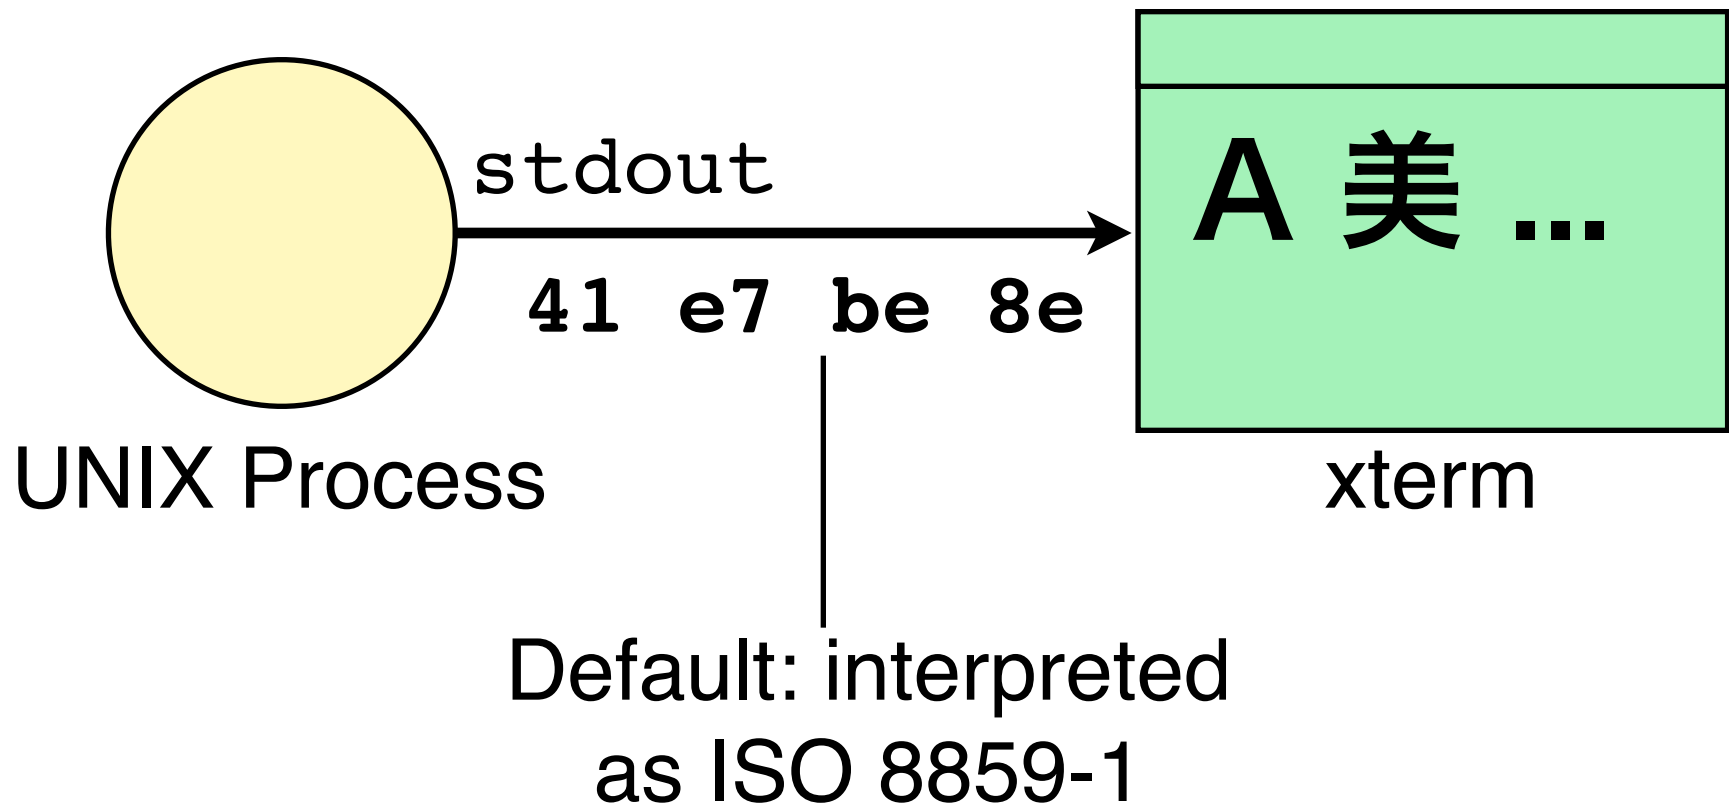 stdout
A 美 ...
41 e7 be 8e
UNIX Process
xterm
Default: interpreted
as ISO 8859-1